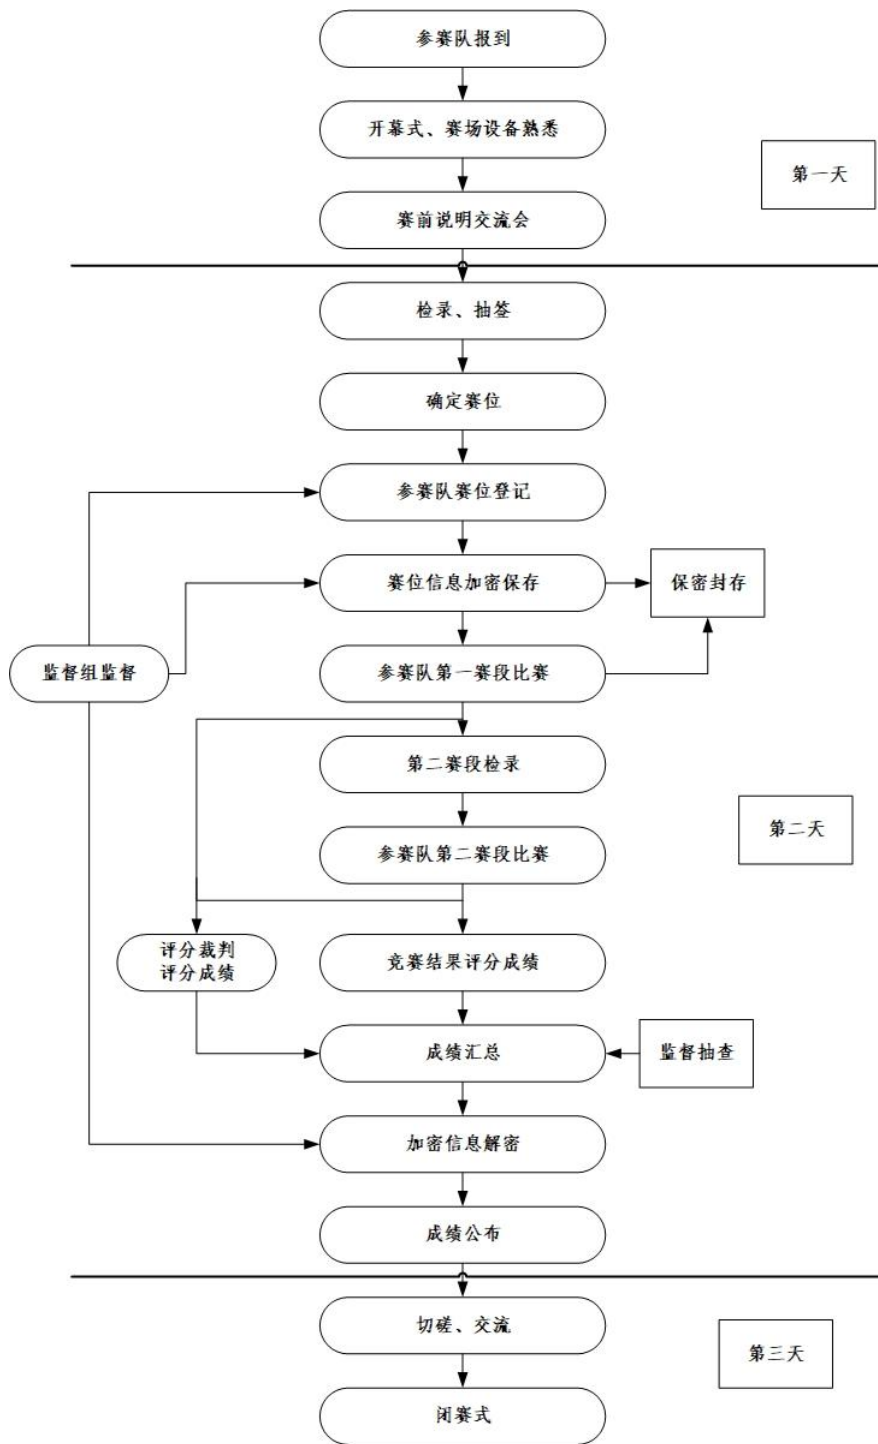 参赛队报到
开幕式、赛场设备熟悉
第一天
赛前说明交流会
检录、抽签
确定赛位
参赛队赛位登记
赛位信息加密保存
保密封存
监督组监督
参赛队第一赛段比赛
第二赛段检录
第二天
参赛队第二赛段比赛
评分裁判
评分成绩
竞赛结果评分成绩
成绩汇总
监督抽查
加密信息解密
成绩公布
切磋、交流
第三天
闭赛式